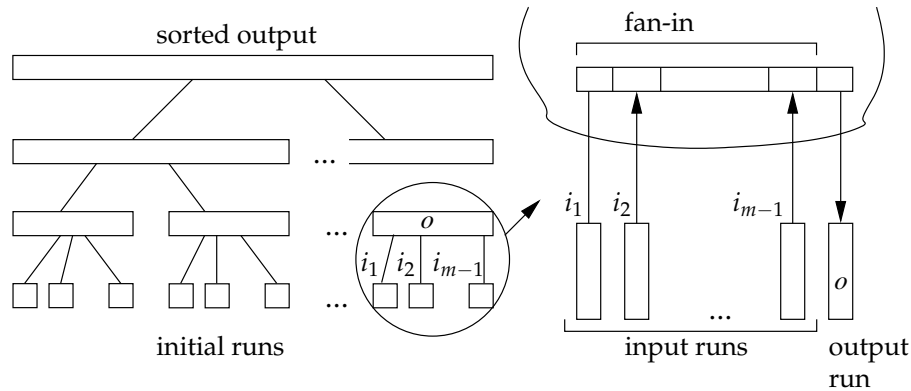 sorted output
...
...
o
i1 i2 im−1
...
initial runs
fan-in
i1 i2 im−1
...
o
input runs
output
run